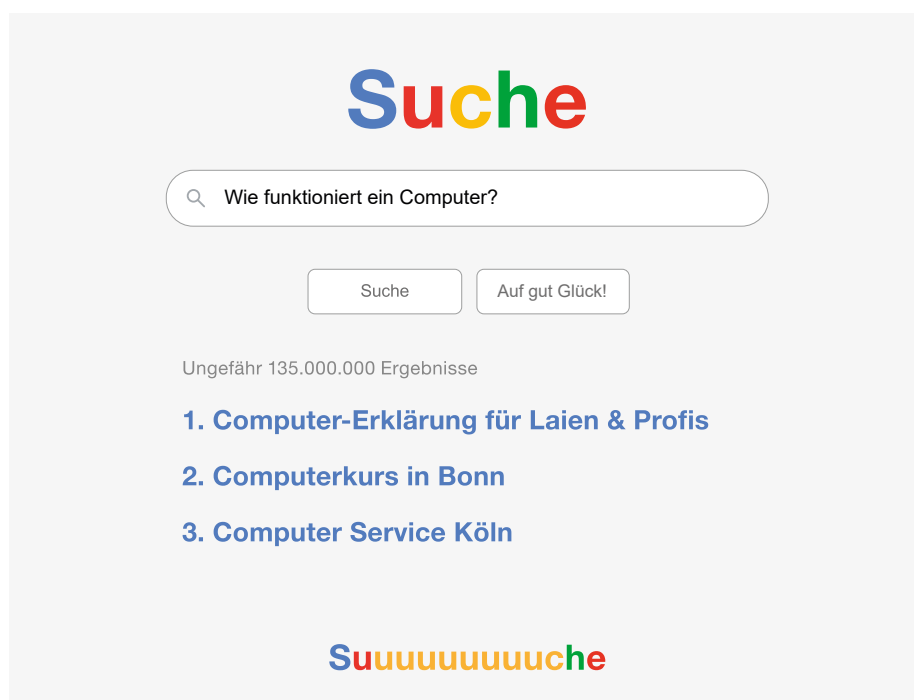 Suche
Wie funktioniert ein Computer?
Suche
Auf gut Glück!
Ungefähr 135.000.000 Ergebnisse
1. Computer-Erklärung für Laien & Profis
2. Computerkurs in Bonn
3. Computer Service Köln
Suuuuuuuuuche